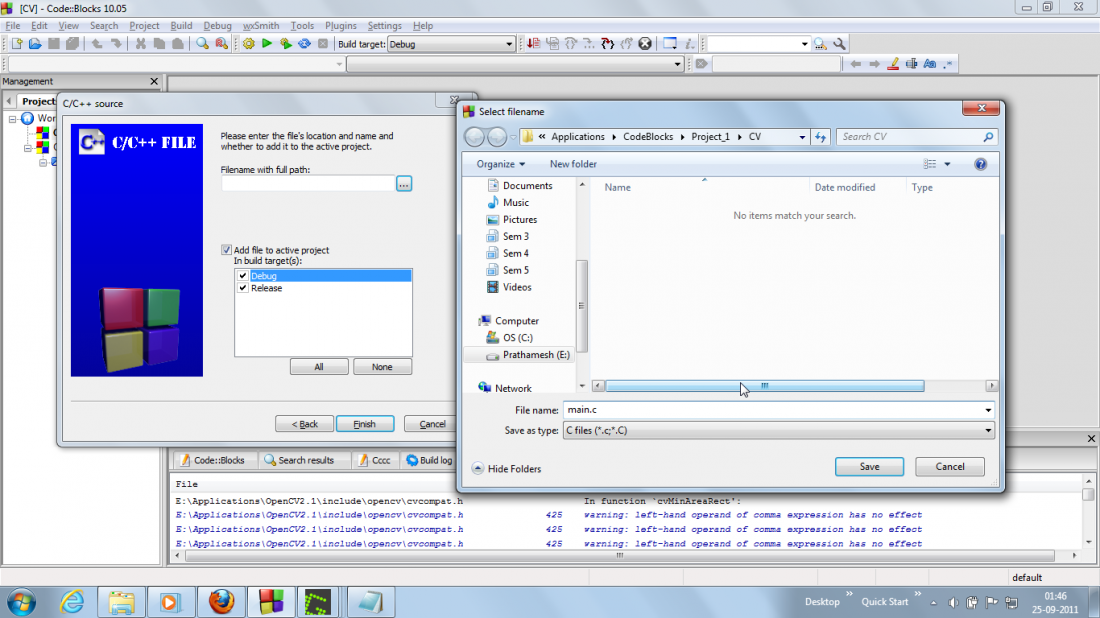 [CV] - Code::Blocks 10.05
File Edit View Search Project Build Debug wxSmith Tools Plugins Settings Help
Build target: Debug
Management
Project
Wor
C/C++ source
C/C++ FILE
Please enter the file's location and name and
whether to add it to the active project.
Filename with full path:
...
Add file to active project
In build target(s):
Debug
Release
All None
< Back Finish Cancel
Select filename
« Applications CodeBlocks Project_1 CV Search CV
Organize New folder
Name Date modified Type
No items match your search.
Documents
Music
Pictures
Sem 3
Sem 4
Sem 5
Videos
Computer
OS (C:)
Prathamesh (E:)
Network
File name: main.c
Save as type: C files (*.c;*.C)
Hide Folders Save Cancel
Code::Blocks Search results Cccc Build log
File
E:\Applications\OpenCV2.1\include\opencv\cvcompat.h In function 'cvMinAreaRect':
E:\Applications\OpenCV2.1\include\opencv\cvcompat.h 425 warning: left-hand operand of comma expression has no effect
E:\Applications\OpenCV2.1\include\opencv\cvcompat.h 425 warning: left-hand operand of comma expression has no effect
E:\Applications\OpenCV2.1\include\opencv\cvcompat.h 425 warning: left-hand operand of comma expression has no effect
default
Desktop » Quick Start » 01:46
25-09-2011